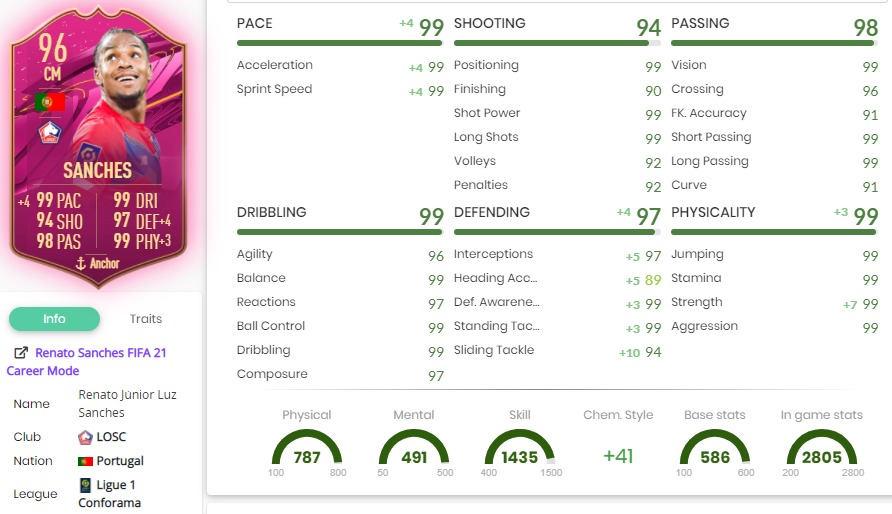 96
CM
SANCHES
+4 99 PAC 99 DRI
94 SHO 97 DEF+4
98 PAS 99 PHY+3
Anchor
Info Traits
Renato Sanches FIFA 21
Career Mode
Name Renato Júnior Luz
Sanches
Club LOSC
Nation Portugal
League Ligue 1
Conforama
PACE +4 99
Acceleration +4 99
Sprint Speed +4 99
SHOOTING 94
Positioning 99
Finishing 90
Shot Power 99
Long Shots 99
Volleys 92
Penalties 92
PASSING 98
Vision 99
Crossing 96
FK. Accuracy 91
Short Passing 99
Long Passing 99
Curve 91
DRIBBLING 99
Agility 96
Balance 99
Reactions 97
Ball Control 99
Dribbling 99
Composure 97
DEFENDING +4 97
Interceptions +5 97
Heading Acc... +5 89
Def. Awarene... +3 99
Standing Tac... +3 99
Sliding Tackle +10 94
PHYSICALITY +3 99
Jumping 99
Stamina 99
Strength +7 99
Aggression 99
Physical Mental Skill Chem. Style Base stats In game stats
787 491 1435 +41 586 2805
100 800 50 500 400 1500 100 600 200 2800